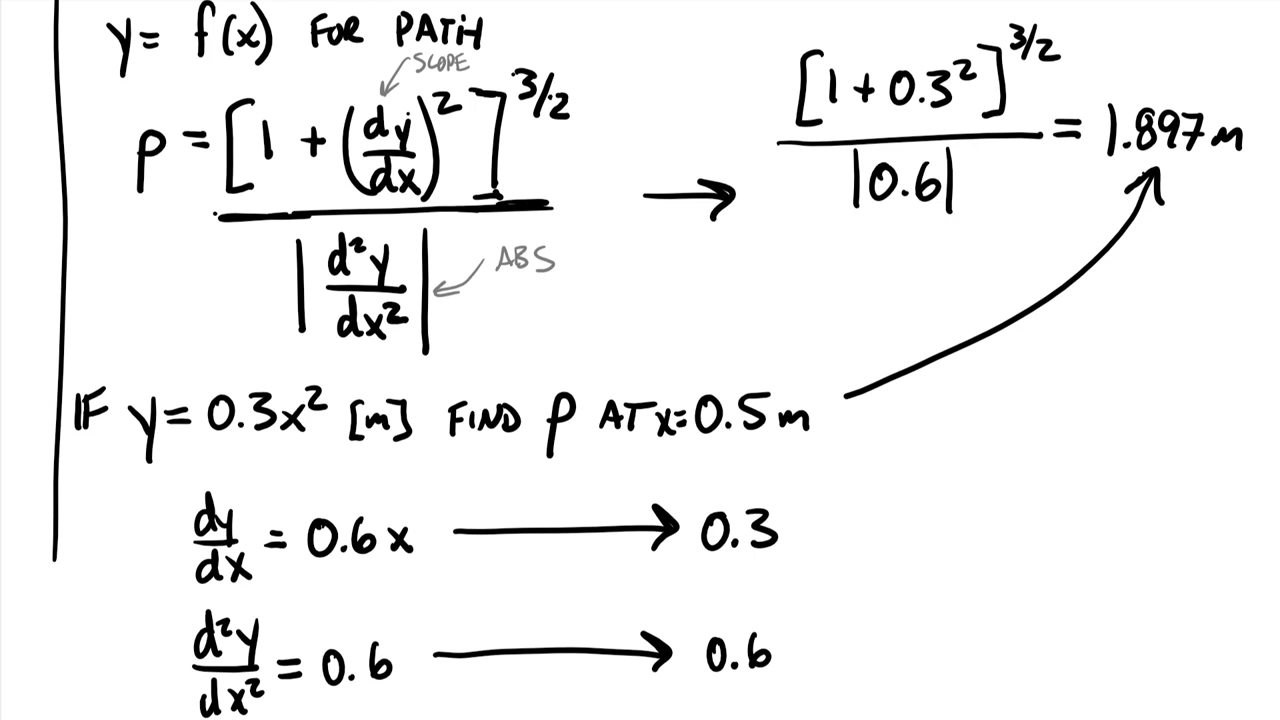 y = f(x) FOR PATH
SCOPE
ρ = [1 + (dy/dx)^2]^3/2 / |d²y/dx²|
ABS
→ [1 + 0.3²]^3/2 / |0.6| = 1.897 m
IF y = 0.3x² [m] FIND ρ AT x = 0.5 m
dy/dx = 0.6x → 0.3
d²y/dx² = 0.6 → 0.6